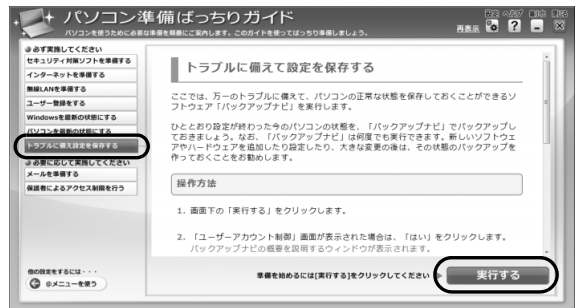 パソコン準備ばっちりガイド
パソコンを使うために必要な準備を順番にご案内します。このガイドを使ってばっちり準備しましょう。
再表示
設定
ヘルプ
最小化
閉じる
必ず実施してください
セキュリティ対策ソフトを準備する
インターネットを準備する
無線LANを準備する
ユーザー登録をする
Windowsを最新の状態にする
パソコンを最新の状態にする
トラブルに備え設定を保存する
必要に応じて実施してください
メールを準備する
保護者によるアクセス制限を行う
他の設定をするには・・・
@メニューを使う
トラブルに備えて設定を保存する
ここでは、万一のトラブルに備えて、パソコンの正常な状態を保存しておくことができるソ
フトウェア「バックアップナビ」を実行します。
ひととおり設定が終わった今のパソコンの状態を、「バックアップナビ」でバックアップし
ておきましょう。なお、「バックアップナビ」は何度でも実行できます。新しいソフトウェ
アやハードウェアを追加したり設定したり、大きな変更の後は、その状態のバックアップを
作っておくことをお勧めします。
操作方法
1. 画面下の「実行する」をクリックします。
2. 「ユーザーアカウント制御」画面が表示された場合は、「はい」をクリックします。
バックアップナビの概要を説明するウィンドウが表示されます。
準備を始めるには[実行する]をクリックしてください
実行する